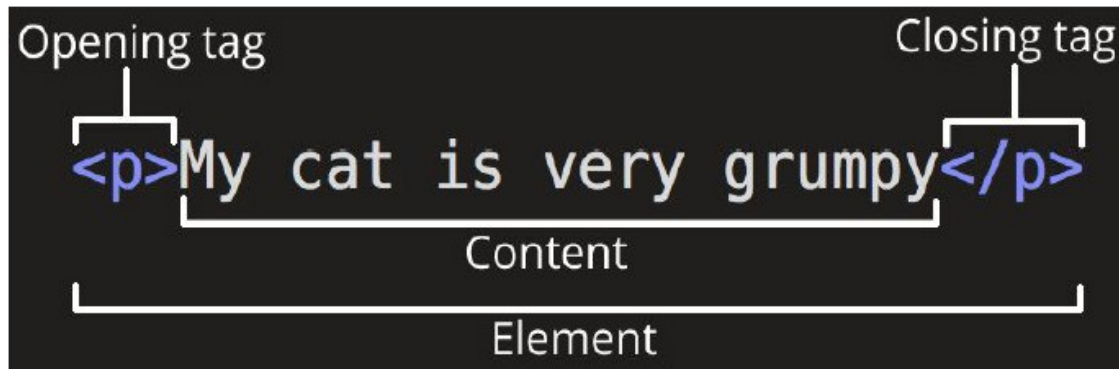 Opening tag Closing tag
<p>My cat is very grumpy</p>
Content
Element